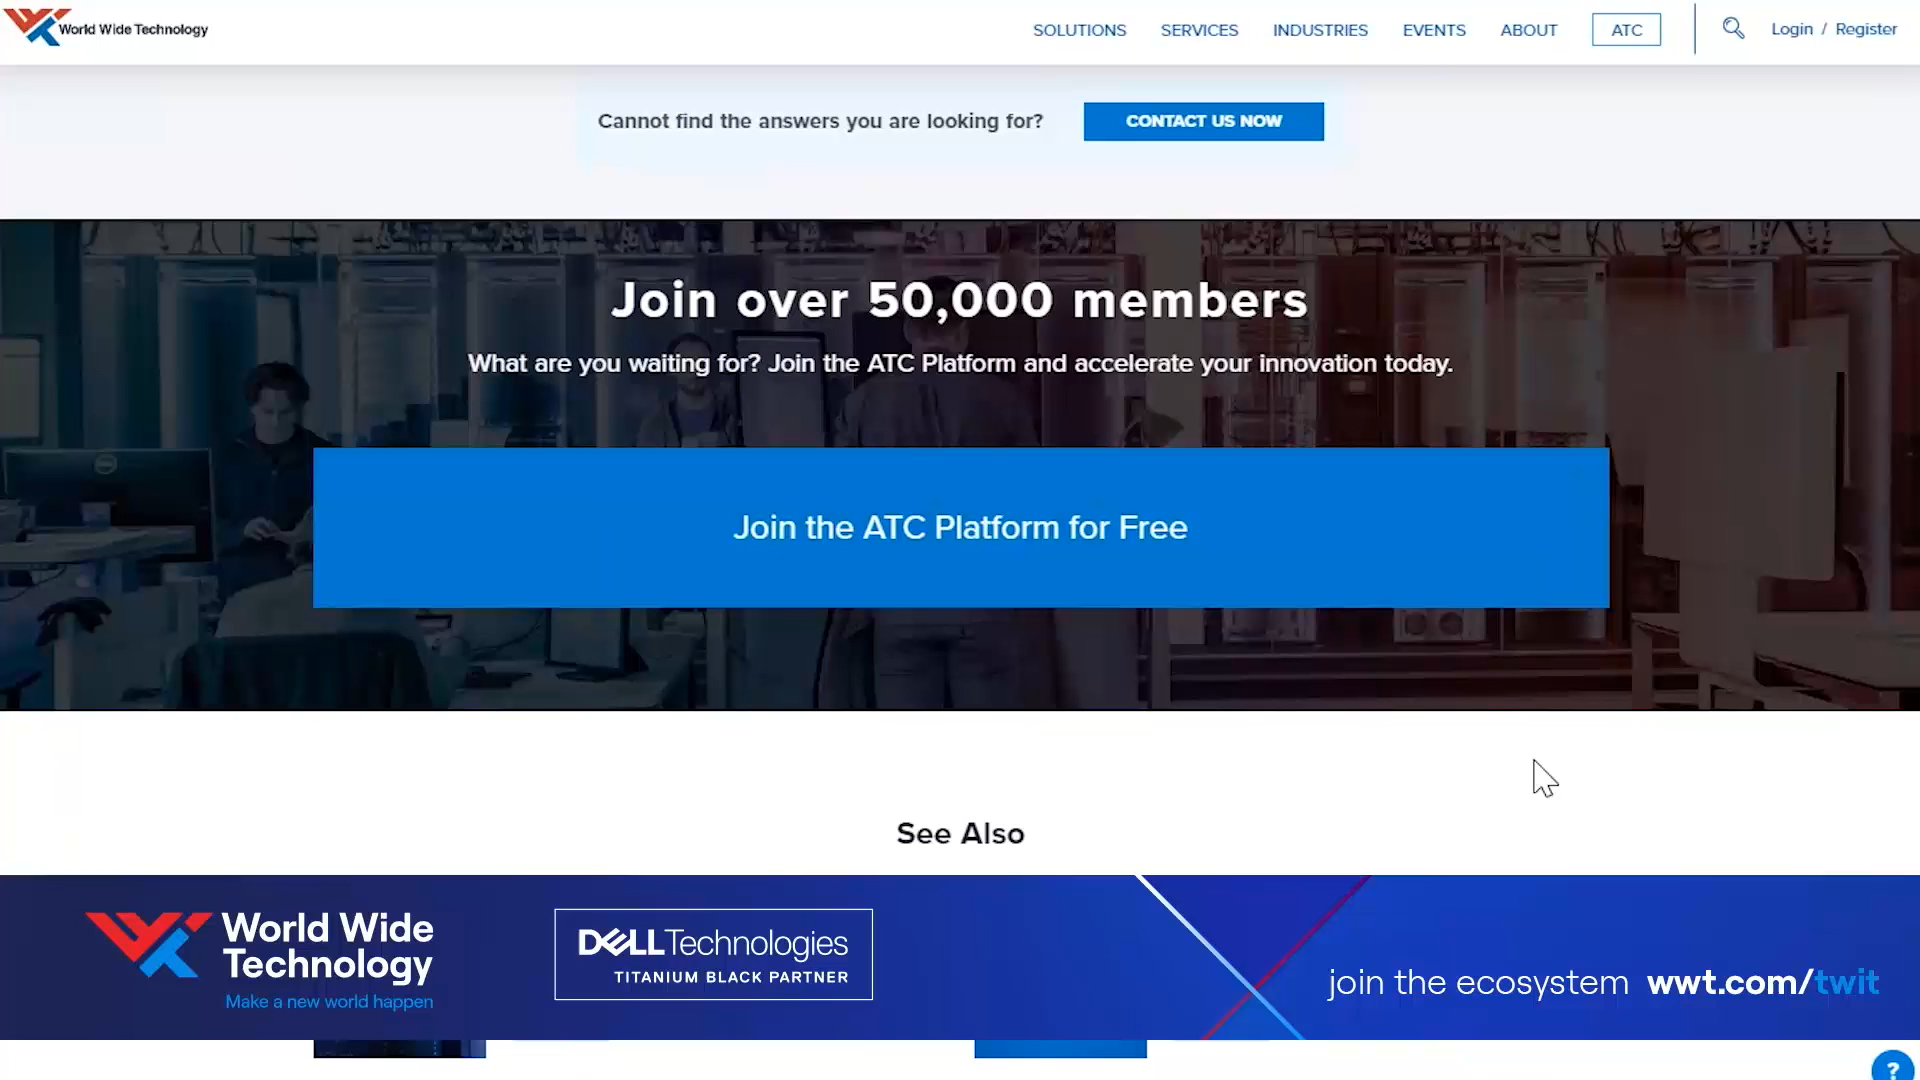 World Wide Technology
SOLUTIONS
SERVICES
INDUSTRIES
EVENTS
ABOUT
ATC
Login / Register
Cannot find the answers you are looking for?
CONTACT US NOW
Join over 50,000 members
What are you waiting for? Join the ATC Platform and accelerate your innovation today.
Join the ATC Platform for Free
See Also
World Wide
Technology
Make a new world happen
DELLTechnologies
TITANIUM BLACK PARTNER
join the ecosystem wwt.com/twit
?